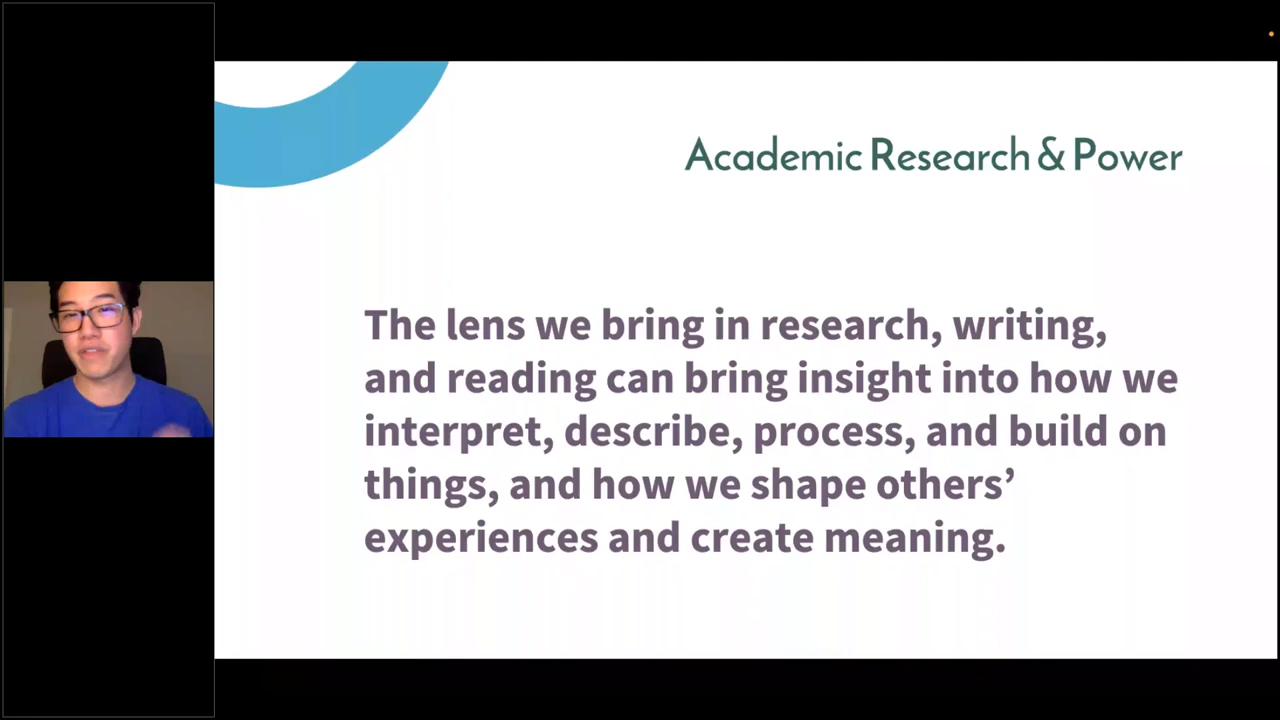 Academic Research & Power
The lens we bring in research, writing,
and reading can bring insight into how we
interpret, describe, process, and build on
things, and how we shape others’
experiences and create meaning.